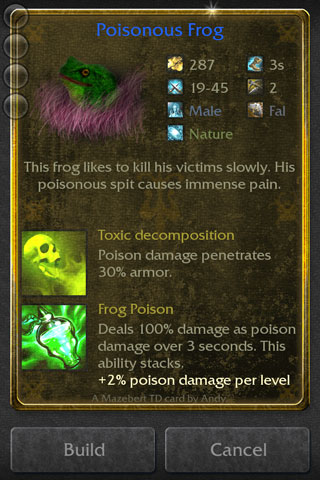 Poisonous Frog
287 3s
19-45 2
Male Fal
Nature
This frog likes to kill his victims slowly. His
poisonous spit causes immense pain.
Toxic decomposition
Poison damage penetrates
30% armor.
Frog Poison
Deals 100% damage as poison
damage over 3 seconds. This
ability stacks.
+2% poison damage per level
A Mazebert TD card by Andy
Build Cancel